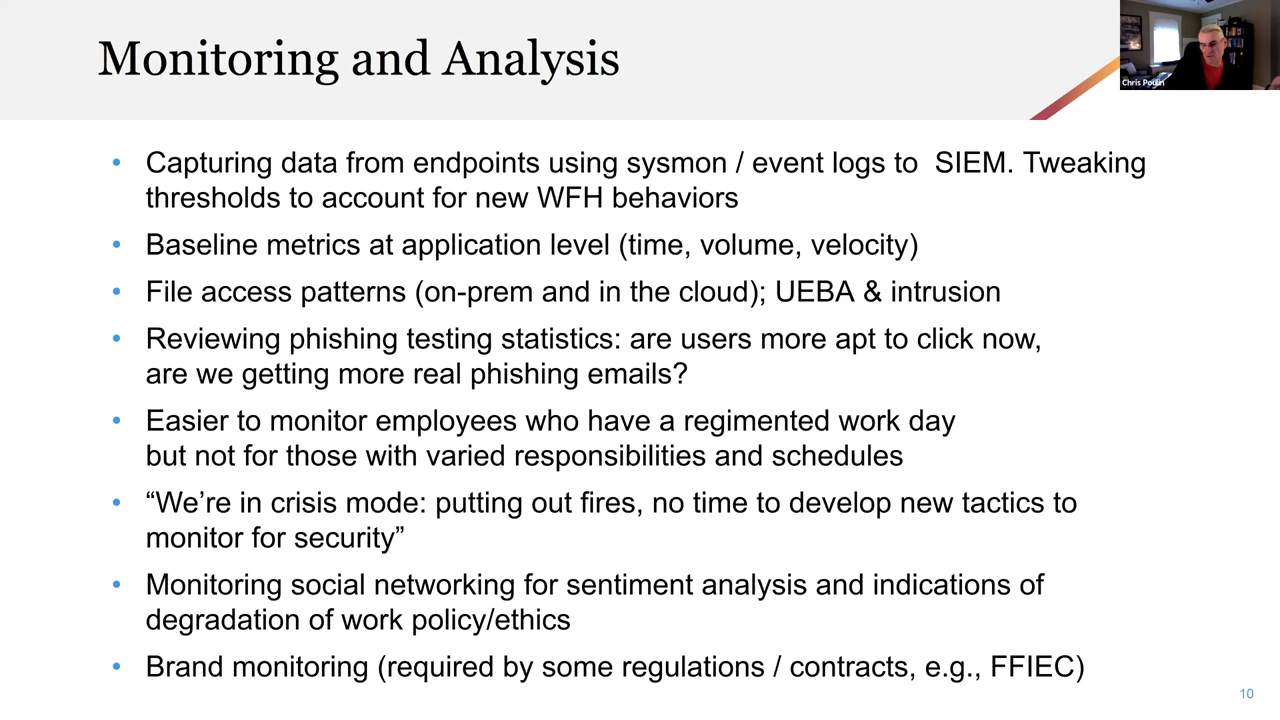 Monitoring and Analysis
Chris Poulin
• Capturing data from endpoints using sysmon / event logs to  SIEM. Tweaking
thresholds to account for new WFH behaviors
• Baseline metrics at application level (time, volume, velocity)
• File access patterns (on-prem and in the cloud); UEBA & intrusion
• Reviewing phishing testing statistics: are users more apt to click now,
are we getting more real phishing emails?
• Easier to monitor employees who have a regimented work day
but not for those with varied responsibilities and schedules
• “We’re in crisis mode: putting out fires, no time to develop new tactics to
monitor for security”
• Monitoring social networking for sentiment analysis and indications of
degradation of work policy/ethics
• Brand monitoring (required by some regulations / contracts, e.g., FFIEC)
10